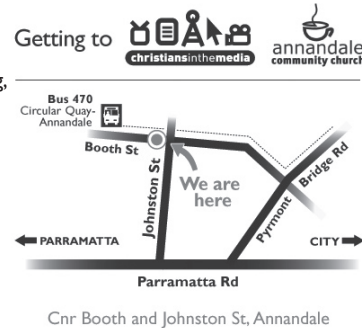 Getting to
christiansinthemedia
annandale
community church
g,
Bus 470
Circular Quay-
Annandale
Booth St
Johnston St
We are
here
Pyrmont Bridge Rd
PARRAMATTA
CITY
Parramatta Rd
Cnr Booth and Johnston St, Annandale